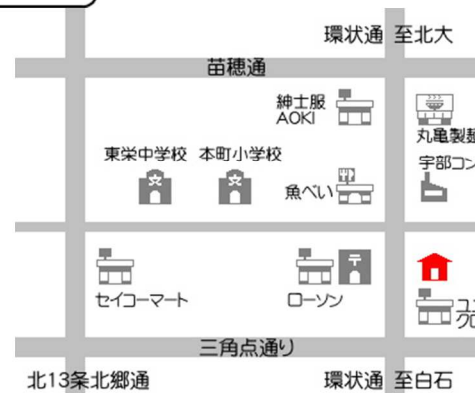 環状通 至北大
苗穂通
紳士服
AOKI
丸亀製麺
宇部コン
東栄中学校 本町小学校
魚べい
セイコーマート
ローソン
三角点通り
北13条北郷通
環状通 至白石